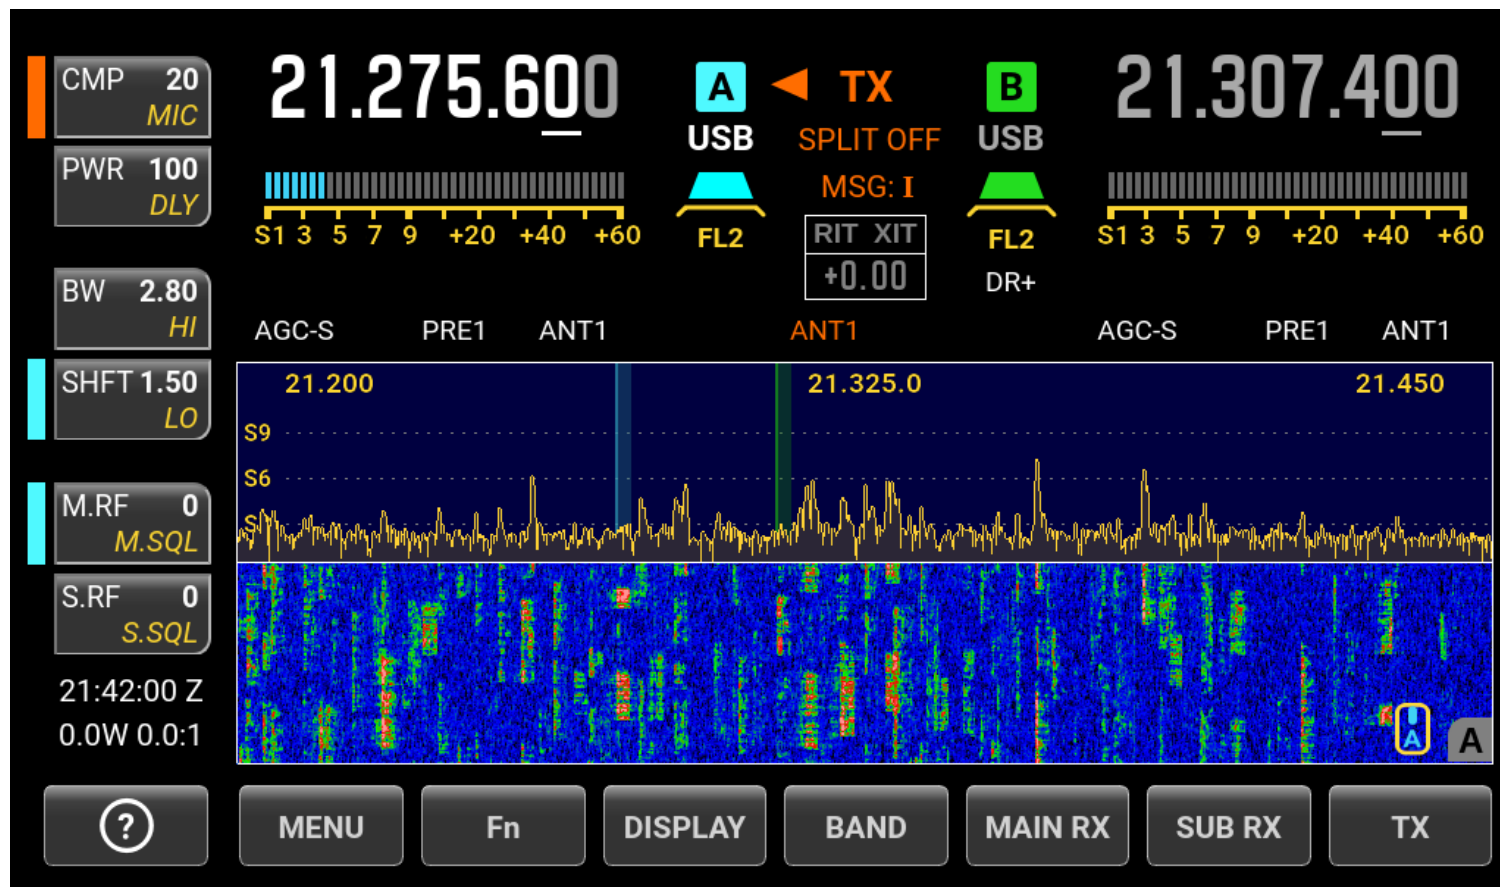 CMP 20
MIC
PWR 100
DLY
BW 2.80
HI
SHFT 1.50
LO
M.RF 0
M.SQL
S.RF 0
S.SQL
21:42:00 Z
0.0W 0.0:1
21.275.600
A
TX
B
21.307.400
USB
SPLIT OFF
USB
MSG: I
S1 3 5 7 9 +20 +40 +60
FL2
RIT XIT
+0.00
FL2
DR+
S1 3 5 7 9 +20 +40 +60
AGC-S PRE1 ANT1
ANT1
AGC-S PRE1 ANT1
21.200 21.325.0 21.450
S9
S6
A
A
?
MENU
Fn
DISPLAY
BAND
MAIN RX
SUB RX
TX